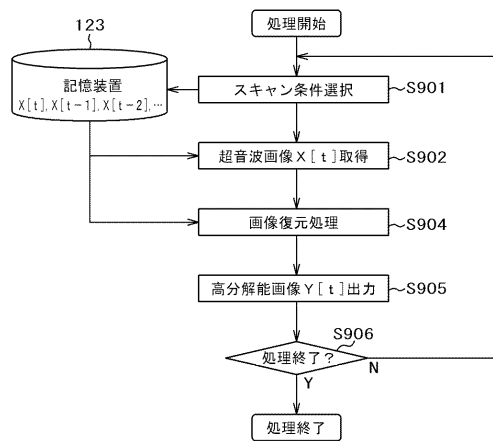 処理開始
123
記憶装置
X[t],X[t−1],X[t−2],…
スキャン条件選択
S901
超音波画像X[t]取得
S902
画像復元処理
S904
高分解能画像Y[t]出力
S905
S906
処理終了?
N
Y
処理終了